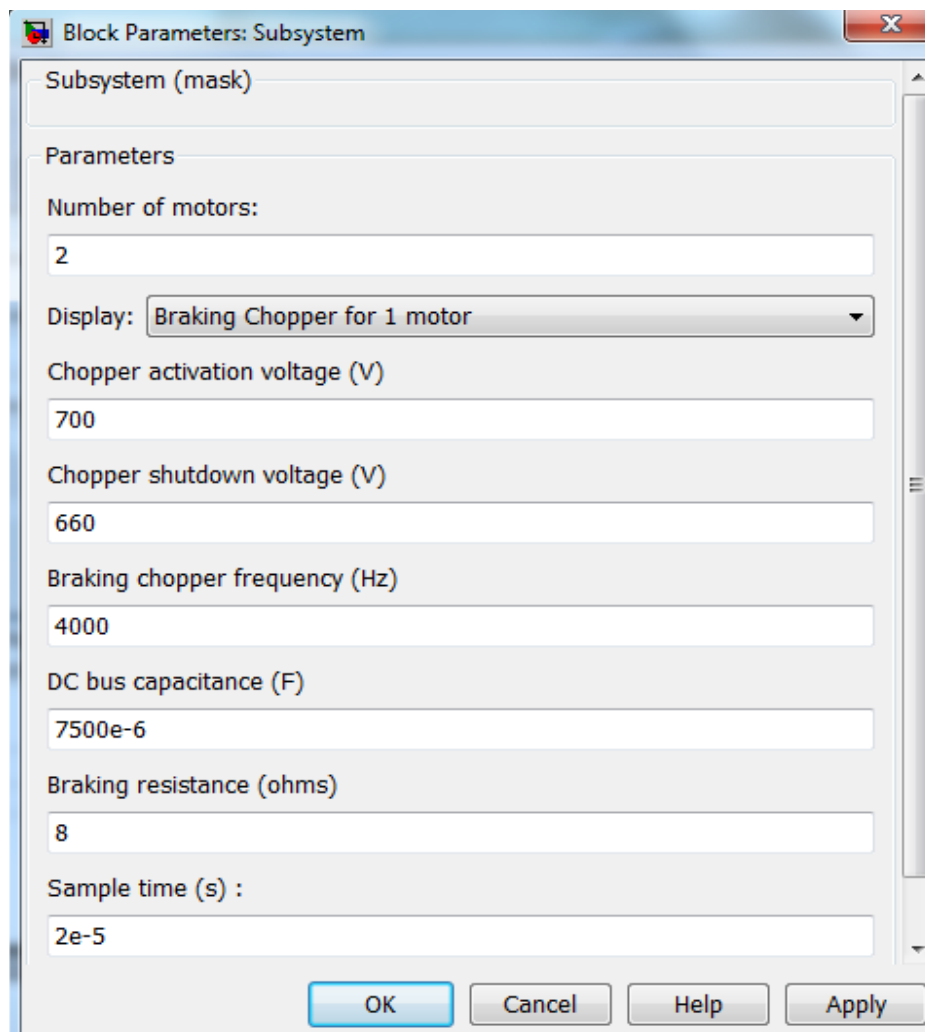 Block Parameters: Subsystem
Subsystem (mask)
Parameters
Number of motors:
2
Display: Braking Chopper for 1 motor
Chopper activation voltage (V)
700
Chopper shutdown voltage (V)
660
Braking chopper frequency (Hz)
4000
DC bus capacitance (F)
7500e-6
Braking resistance (ohms)
8
Sample time (s) :
2e-5
OK Cancel Help Apply